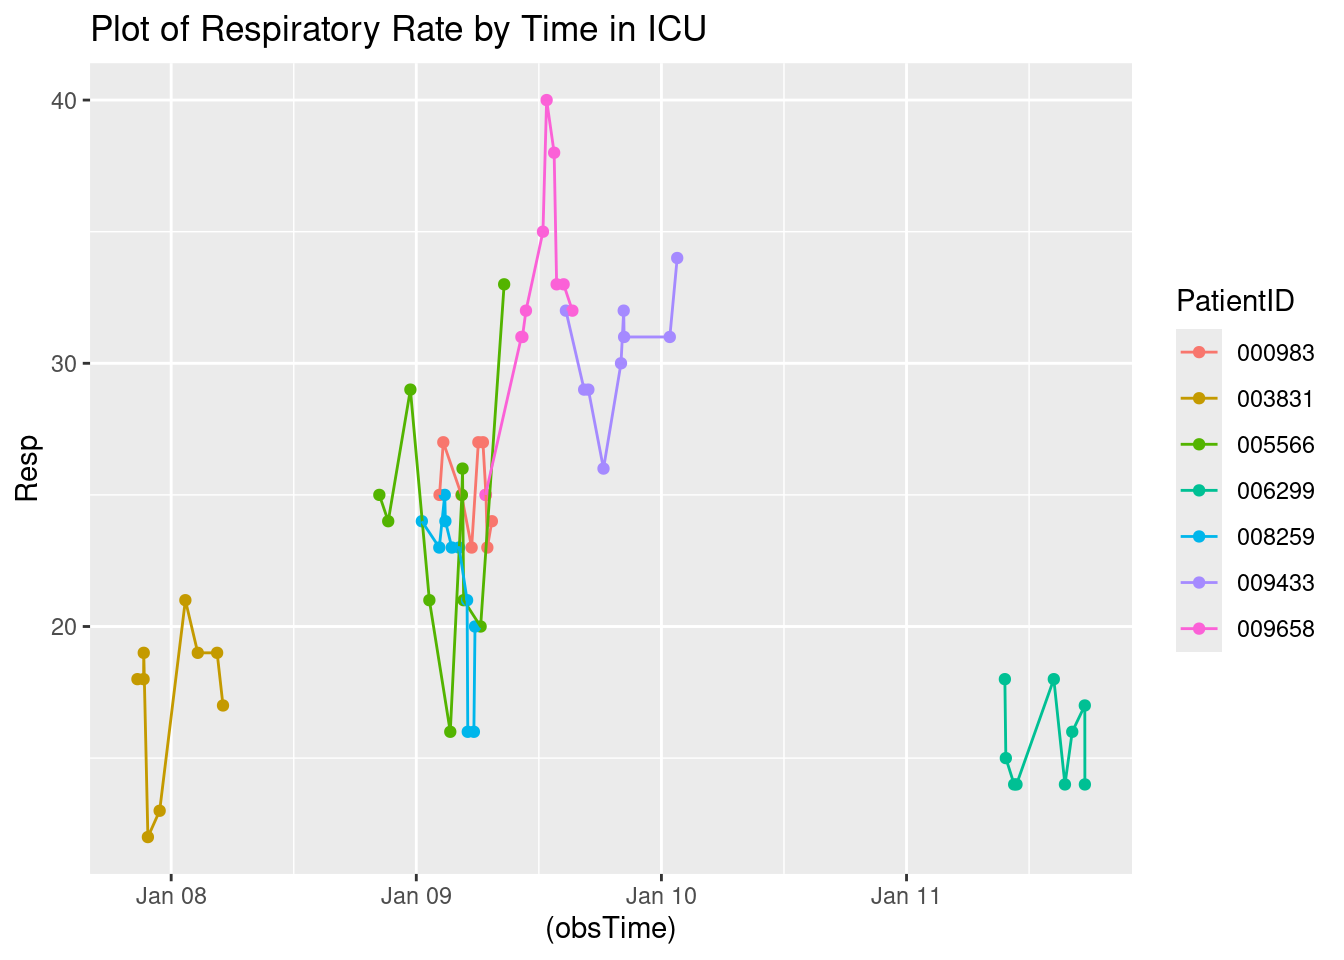 Plot of Respiratory Rate by Time in ICU
40
30
20
Resp
Jan 08
Jan 09
Jan 10
Jan 11
(obsTime)
PatientID
000983
003831
005566
006299
008259
009433
009658